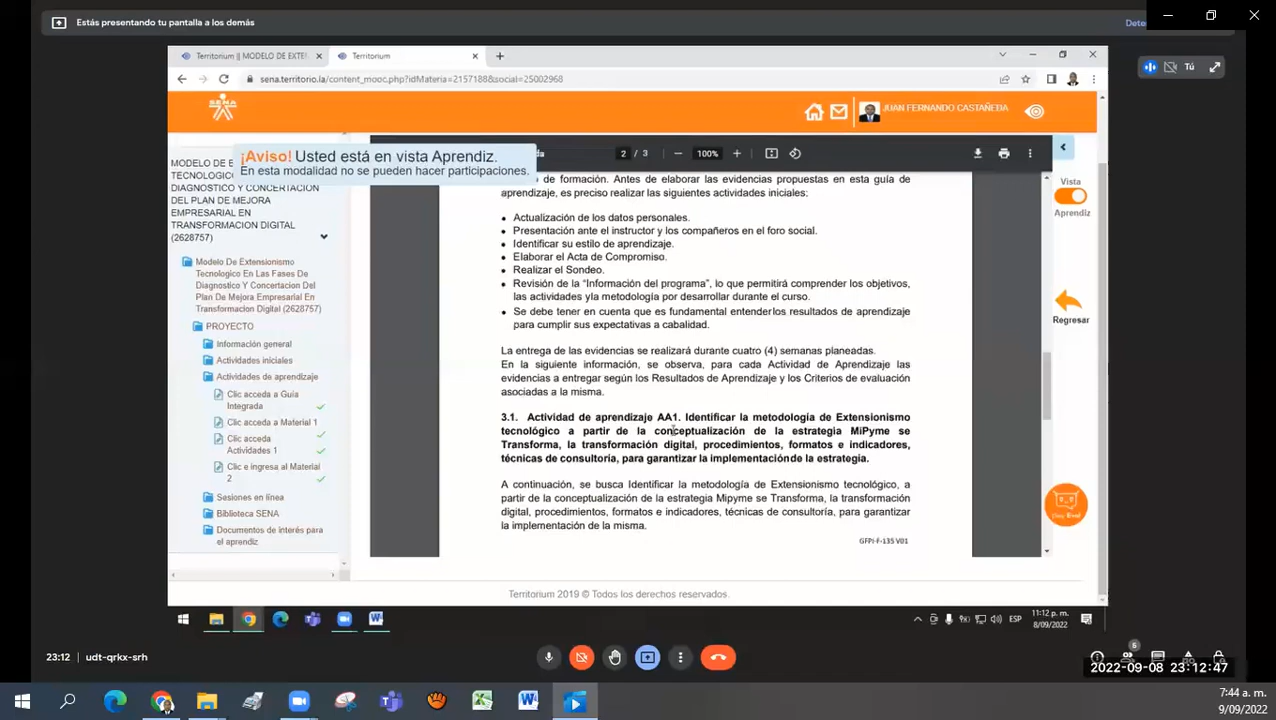 Estás presentando tu pantalla a los demás
Dete
Territorium || MODELO DE EXTEN
Territorium
sena.territorio.la/content_mooc.php?idMateria=2157188&social=25002968
SENA
JUAN FERNANDO CASTAÑEDA
¡Aviso! Usted está en vista Aprendiz.
En esta modalidad no se pueden hacer participaciones.
2 / 3
100%
Tú
MODELO DE E
TECNOLOGICO
DIAGNOSTICO Y CONCERTACION
DEL PLAN DE MEJORA
EMPRESARIAL EN
TRANSFORMACION DIGITAL
(2628757)
Modelo De Extensionismo
Tecnologico En Las Fases De
Diagnostico Y Concertacion Del
Plan De Mejora Empresarial En
Transformacion Digital (2628757)
PROYECTO
Información general
Actividades iniciales
Actividades de aprendizaje
Clic acceda a Guía
Integrada
Clic acceda a Material 1
Clic acceda
Actividades 1
Clic e ingresa al Material
2
Sesiones en línea
Biblioteca SENA
Documentos de interés para
el aprendiz
de formación. Antes de elaborar las evidencias propuestas en esta guía de
aprendizaje, es preciso realizar las siguientes actividades iniciales;
• Actualización de los datos personales.
• Presentación ante el instructor y los compañeros en el foro social.
• Identificar su estilo de aprendizaje.
• Elaborar el Acta de Compromiso.
• Realizar el Sondeo.
• Revisión de la “Información del programa”, lo que permitirá comprender los objetivos,
las actividades yla metodología por desarrollar durante el curso.
• Se debe tener en cuenta que es fundamental entenderlos resultados de aprendizaje
para cumplir sus expectativas a cabalidad.
La entrega de las evidencias se realizará durante cuatro (4) semanas planeadas.
En la siguiente información, se observa, para cada Actividad de Aprendizaje las
evidencias a entregar según los Resultados de Aprendizaje y los Criterios de evaluación
asociadas a la misma.
3.1. Actividad de aprendizaje AA1. Identificar la metodología de Extensionismo
tecnológico a partir de la conceptualización de la estrategia MiPyme se
Transforma, la transformación digital, procedimientos, formatos e indicadores,
técnicas de consultoría, para garantizar la implementaciónde la estrategia.
A continuación, se busca Identificar la metodología de Extensionismo tecnológico, a
partir de la conceptualización de la estrategia Mipyme se Transforma, la transformación
digital, procedimientos, formatos e indicadores, técnicas de consultoría, para garantizar
la implementación de la misma.
GFPI-F-135 V01
Vista
Aprendiz
Regresar
Territorium 2019 © Todos los derechos reservados.
ESP
11:12 p. m.
8/09/2022
23:12
udt-qrkx-srh
2022-09-08 23:12:47
7:44 a. m.
9/09/2022